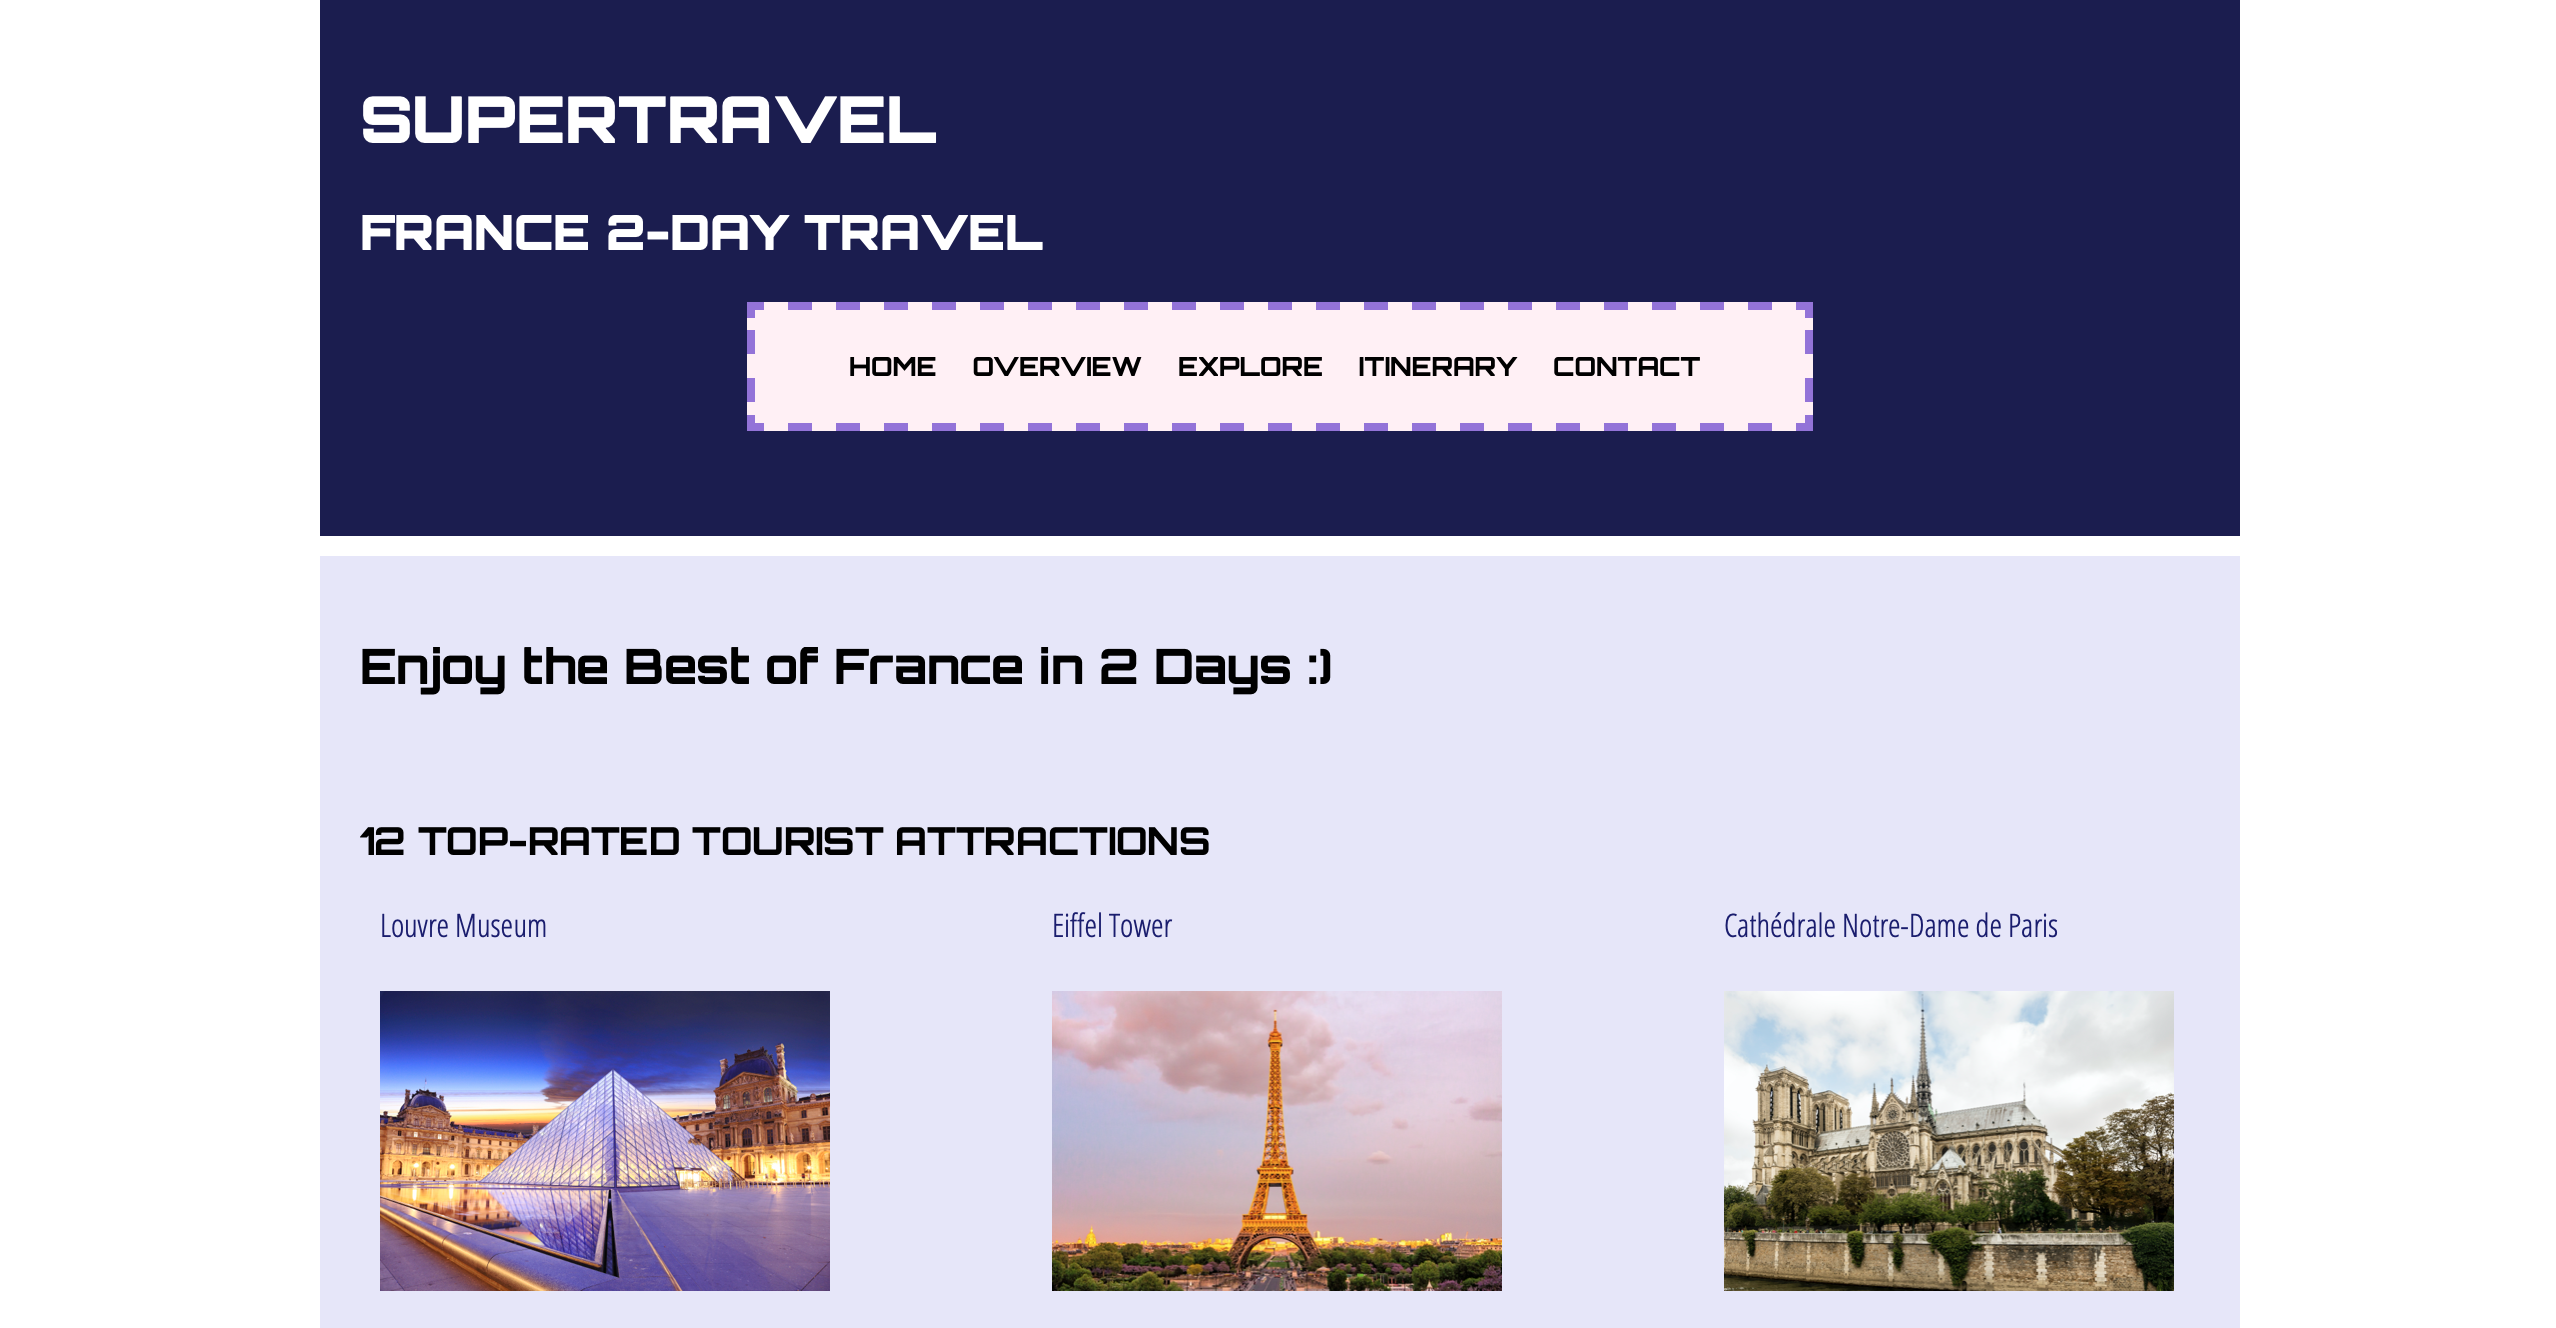 SUPERTRAVEL
FRANCE 2-DAY TRAVEL
HOME OVERVIEW EXPLORE ITINERARY CONTACT
Enjoy the Best of France in 2 Days :)
12 TOP-RATED TOURIST ATTRACTIONS
Louvre Museum Eiffel Tower Cathédrale Notre-Dame de Paris